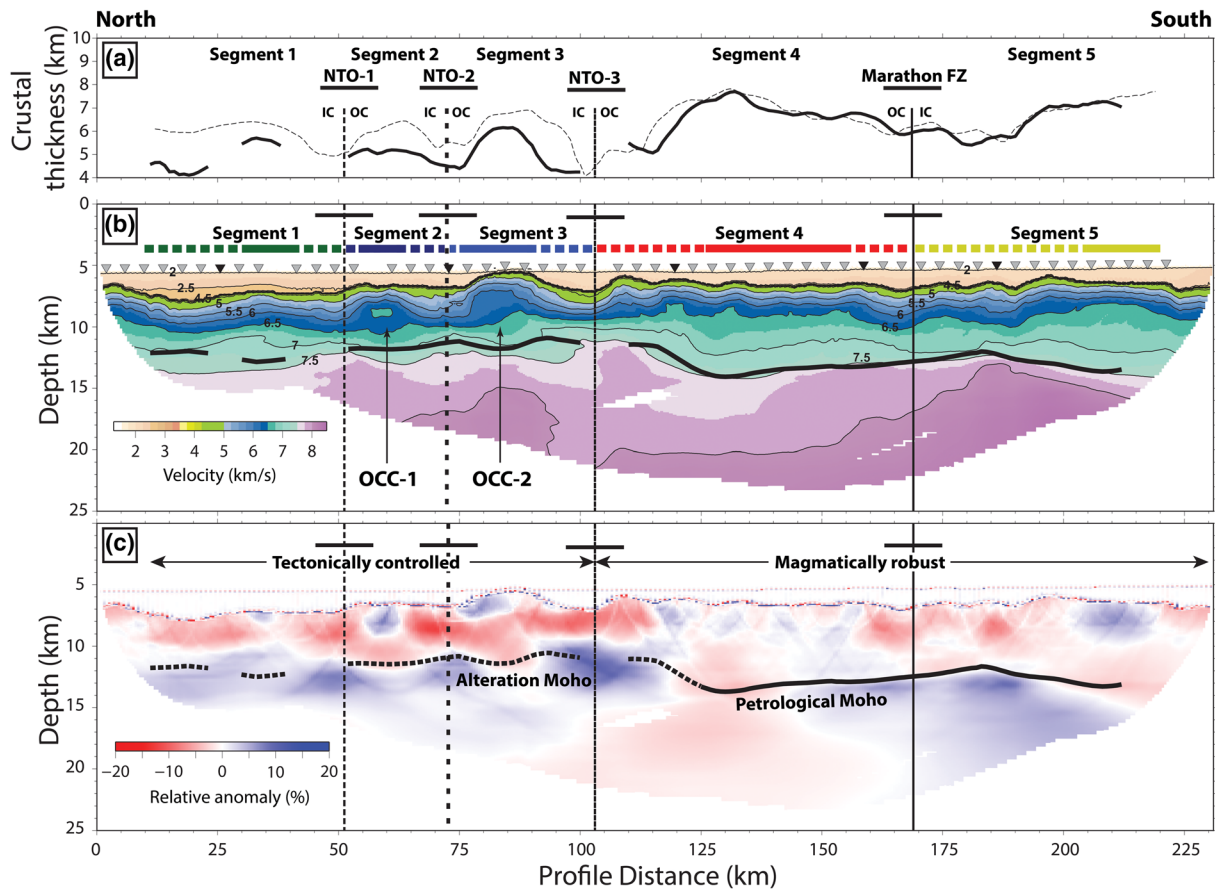 North South
(a)
Segment 1 Segment 2 Segment 3 Segment 4 Segment 5
NTO-1 NTO-2 NTO-3 Marathon FZ
IC OC IC OC IC OC OC IC
10
9
8
7
6
5
4
Crustal thickness (km)
(b)
Segment 1 Segment 2 Segment 3 Segment 4 Segment 5
0
5
10
15
20
25
Depth (km)
2 2
2.5 4.5 5 5.5 6 6.5 7 7.5
4.5 5 5.5 6 6.5 7.5
2 4 6 8
Velocity (km/s)
OCC-1 OCC-2
(c)
Tectonically controlled Magmatically robust
5
10
15
20
25
Depth (km)
Alteration Moho
Petrological Moho
−20 −10 0 10 20
Relative anomaly (%)
0 25 50 75 100 125 150 175 200 225
Profile Distance (km)